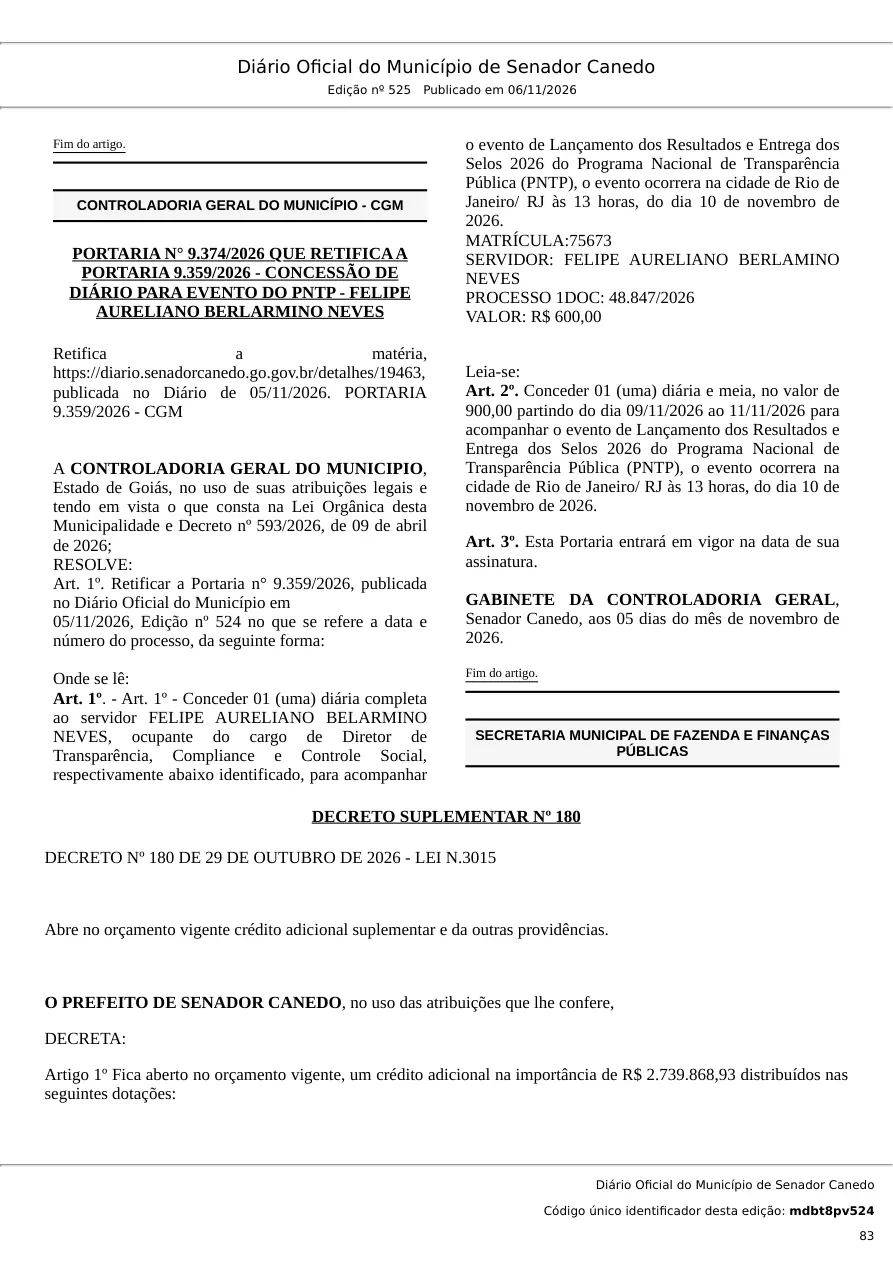 Diário Oficial do Município de Senador Canedo
Edição nº 525   Publicado em 06/11/2026
Fim do artigo.
CONTROLADORIA GERAL DO MUNICÍPIO - CGM
PORTARIA N° 9.374/2026 QUE RETIFICA A
PORTARIA 9.359/2026 - CONCESSÃO DE
DIÁRIO PARA EVENTO DO PNTP - FELIPE
AURELIANO BERLARMINO NEVES
Retifica a matéria,
https://diario.senadorcanedo.go.gov.br/detalhes/19463,
publicada no Diário de 05/11/2026. PORTARIA
9.359/2026 - CGM
A CONTROLADORIA GERAL DO MUNICIPIO,
Estado de Goiás, no uso de suas atribuições legais e
tendo em vista o que consta na Lei Orgânica desta
Municipalidade e Decreto nº 593/2026, de 09 de abril
de 2026;
RESOLVE:
Art. 1º. Retificar a Portaria n° 9.359/2026, publicada
no Diário Oficial do Município em
05/11/2026, Edição nº 524 no que se refere a data e
número do processo, da seguinte forma:
Onde se lê:
Art. 1º. - Art. 1º - Conceder 01 (uma) diária completa
ao servidor FELIPE AURELIANO BELARMINO
NEVES, ocupante do cargo de Diretor de
Transparência, Compliance e Controle Social,
respectivamente abaixo identificado, para acompanhar
o evento de Lançamento dos Resultados e Entrega dos
Selos 2026 do Programa Nacional de Transparência
Pública (PNTP), o evento ocorrera na cidade de Rio de
Janeiro/ RJ às 13 horas, do dia 10 de novembro de
2026.
MATRÍCULA:75673
SERVIDOR: FELIPE AURELIANO BERLAMINO
NEVES
PROCESSO 1DOC: 48.847/2026
VALOR: R$ 600,00
Leia-se:
Art. 2º. Conceder 01 (uma) diária e meia, no valor de
900,00 partindo do dia 09/11/2026 ao 11/11/2026 para
acompanhar o evento de Lançamento dos Resultados e
Entrega dos Selos 2026 do Programa Nacional de
Transparência Pública (PNTP), o evento ocorrera na
cidade de Rio de Janeiro/ RJ às 13 horas, do dia 10 de
novembro de 2026.
Art. 3º. Esta Portaria entrará em vigor na data de sua
assinatura.
GABINETE DA CONTROLADORIA GERAL,
Senador Canedo, aos 05 dias do mês de novembro de
2026.
Fim do artigo.
SECRETARIA MUNICIPAL DE FAZENDA E FINANÇAS
PÚBLICAS
DECRETO SUPLEMENTAR Nº 180
DECRETO Nº 180 DE 29 DE OUTUBRO DE 2026 - LEI N.3015
Abre no orçamento vigente crédito adicional suplementar e da outras providências.
O PREFEITO DE SENADOR CANEDO, no uso das atribuições que lhe confere,
DECRETA:
Artigo 1º Fica aberto no orçamento vigente, um crédito adicional na importância de R$ 2.739.868,93 distribuídos nas
seguintes dotações:
Diário Oficial do Município de Senador Canedo
Código único identificador desta edição: mdbt8pv524
83